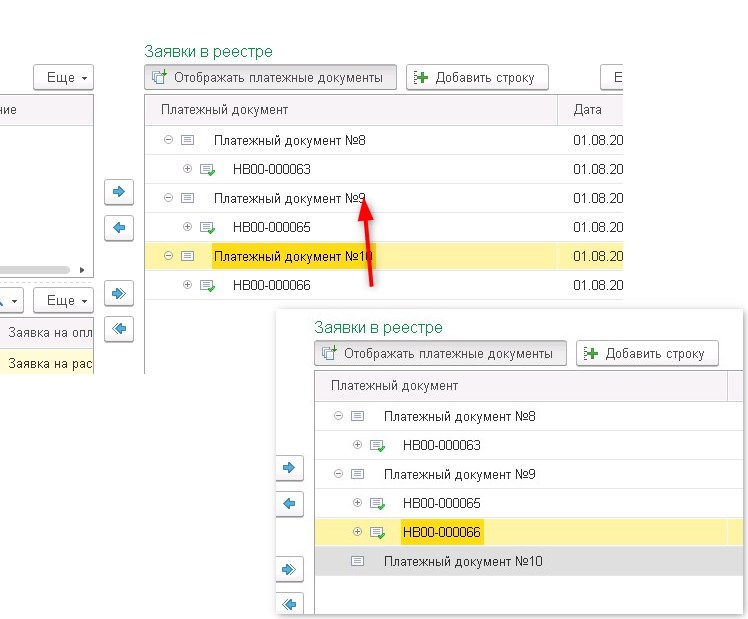 Заявки в реестре
Еще
Отображать платежные документы
Добавить строку
Е
ние
Платежный документ
Дата
Платежный документ №8
01.08.20
НВ00-000063
01.08.20
Платежный документ №9
01.08.20
НВ00-000065
01.08.20
Платежный документ №10
01.08.20
НВ00-000066
01.08.20
Еще
Заявка на опл
Заявка на рас
Заявки в реестре
Отображать платежные документы
Добавить строку
Платежный документ
Платежный документ №8
НВ00-000063
Платежный документ №9
НВ00-000065
НВ00-000066
Платежный документ №10